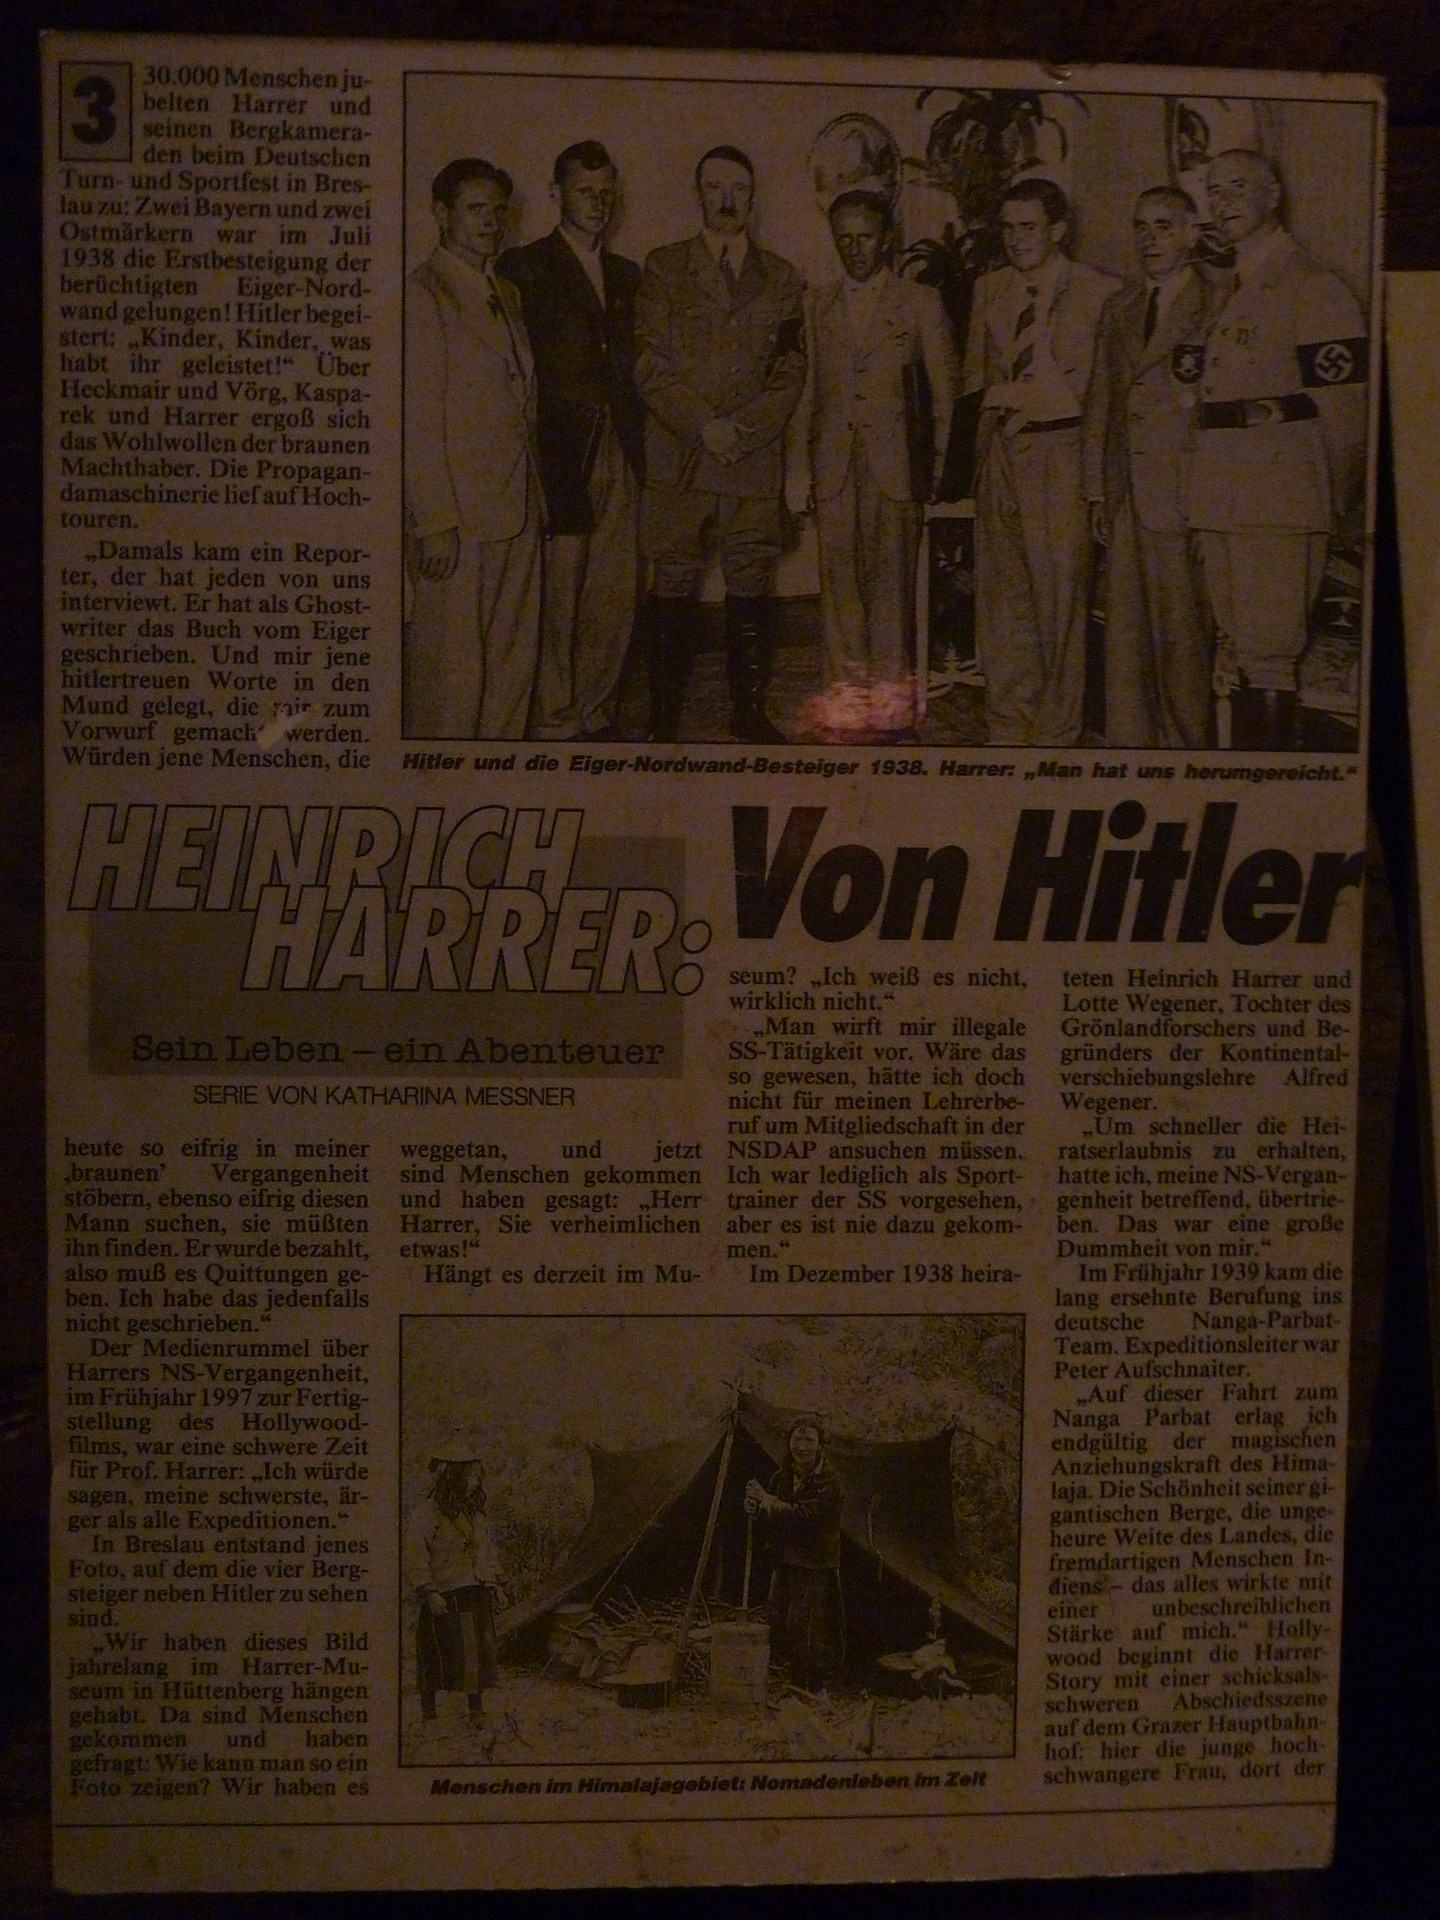 3
30.000 Menschen ju-
belten Harrer und
seinen Bergkamera-
den beim Deutschen
Turn- und Sportfest in Bres-
lau zu: Zwei Bayern und zwei
Ostmärkern war im Juli
1938 die Erstbesteigung der
berüchtigten Eiger-Nord-
wand gelungen! Hitler begei-
stert: „Kinder, Kinder, was
habt ihr geleistet!“ Über
Heckmair und Vörg, Kaspa-
rek und Harrer ergoß sich
das Wohlwollen der braunen
Machthaber. Die Propagan-
damaschinerie lief auf Hoch-
touren.
„Damals kam ein Repor-
ter, der hat jeden von uns
interviewt. Er hat als Ghost-
writer das Buch vom Eiger
geschrieben. Und mir jene
hitlertreuen Worte in den
Mund gelegt, die mir zum
Vorwurf gemacht werden.
Würden jene Menschen, die
Hitler und die Eiger-Nordwand-Besteiger 1938. Harrer: „Man hat uns herumgereicht.“
HEINRICH
HARRER:
Sein Leben – ein Abenteuer
SERIE VON KATHARINA MESSNER
Von Hitler
heute so eifrig in meiner
‚braunen’ Vergangenheit
stöbern, ebenso eifrig diesen
Mann suchen, sie müßten
ihn finden. Er wurde bezahlt,
also muß es Quittungen ge-
ben. Ich habe das jedenfalls
nicht geschrieben.“
Der Medienrummel über
Harrers NS-Vergangenheit,
im Frühjahr 1997 zur Fertig-
stellung des Hollywood-
films, war eine schwere Zeit
für Prof. Harrer: „Ich würde
sagen, meine schwerste, är-
ger als alle Expeditionen.“
In Breslau entstand jenes
Foto, auf dem die vier Berg-
steiger neben Hitler zu sehen
sind.
„Wir haben dieses Bild
jahrelang im Harrer-Mu-
seum in Hüttenberg hängen
gehabt. Da sind Menschen
gekommen und haben
gefragt: Wie kann man so ein
Foto zeigen? Wir haben es
weggetan, und jetzt
sind Menschen gekommen
und haben gesagt: „Herr
Harrer, Sie verheimlichen
etwas!“
Hängt es derzeit im Mu-
seum? „Ich weiß es nicht,
wirklich nicht.“
„Man wirft mir illegale
SS-Tätigkeit vor. Wäre das
so gewesen, hätte ich doch
nicht für meinen Lehrerbe-
ruf um Mitgliedschaft in der
NSDAP ansuchen müssen.
Ich war lediglich als Sport-
trainer der SS vorgesehen,
aber es ist nie dazu gekom-
men.“
Im Dezember 1938 heira-
teten Heinrich Harrer und
Lotte Wegener, Tochter des
Grönlandforschers und Be-
gründers der Kontinental-
verschiebungslehre Alfred
Wegener.
„Um schneller die Hei-
ratserlaubnis zu erhalten,
hatte ich, meine NS-Vergan-
genheit betreffend, übertrie-
ben. Das war eine große
Dummheit von mir.“
Im Frühjahr 1939 kam die
lang ersehnte Berufung ins
deutsche Nanga-Parbat-
Team. Expeditionsleiter war
Peter Aufschnaiter.
„Auf dieser Fahrt zum
Nanga Parbat erlag ich
endgültig der magischen
Anziehungskraft des Hima-
laja. Die Schönheit seiner gi-
gantischen Berge, die unge-
heure Weite des Landes, die
fremdartigen Menschen In-
diens – das alles wirkte mit
einer unbeschreiblichen
Stärke auf mich.“ Holly-
wood beginnt die Harrer-
Story mit einer schicksals-
schweren Abschiedsszene
auf dem Grazer Hauptbahn-
hof: hier die junge hoch-
schwangere Frau, dort der
Menschen im Himalajagebiet: Nomadenleben im Zelt